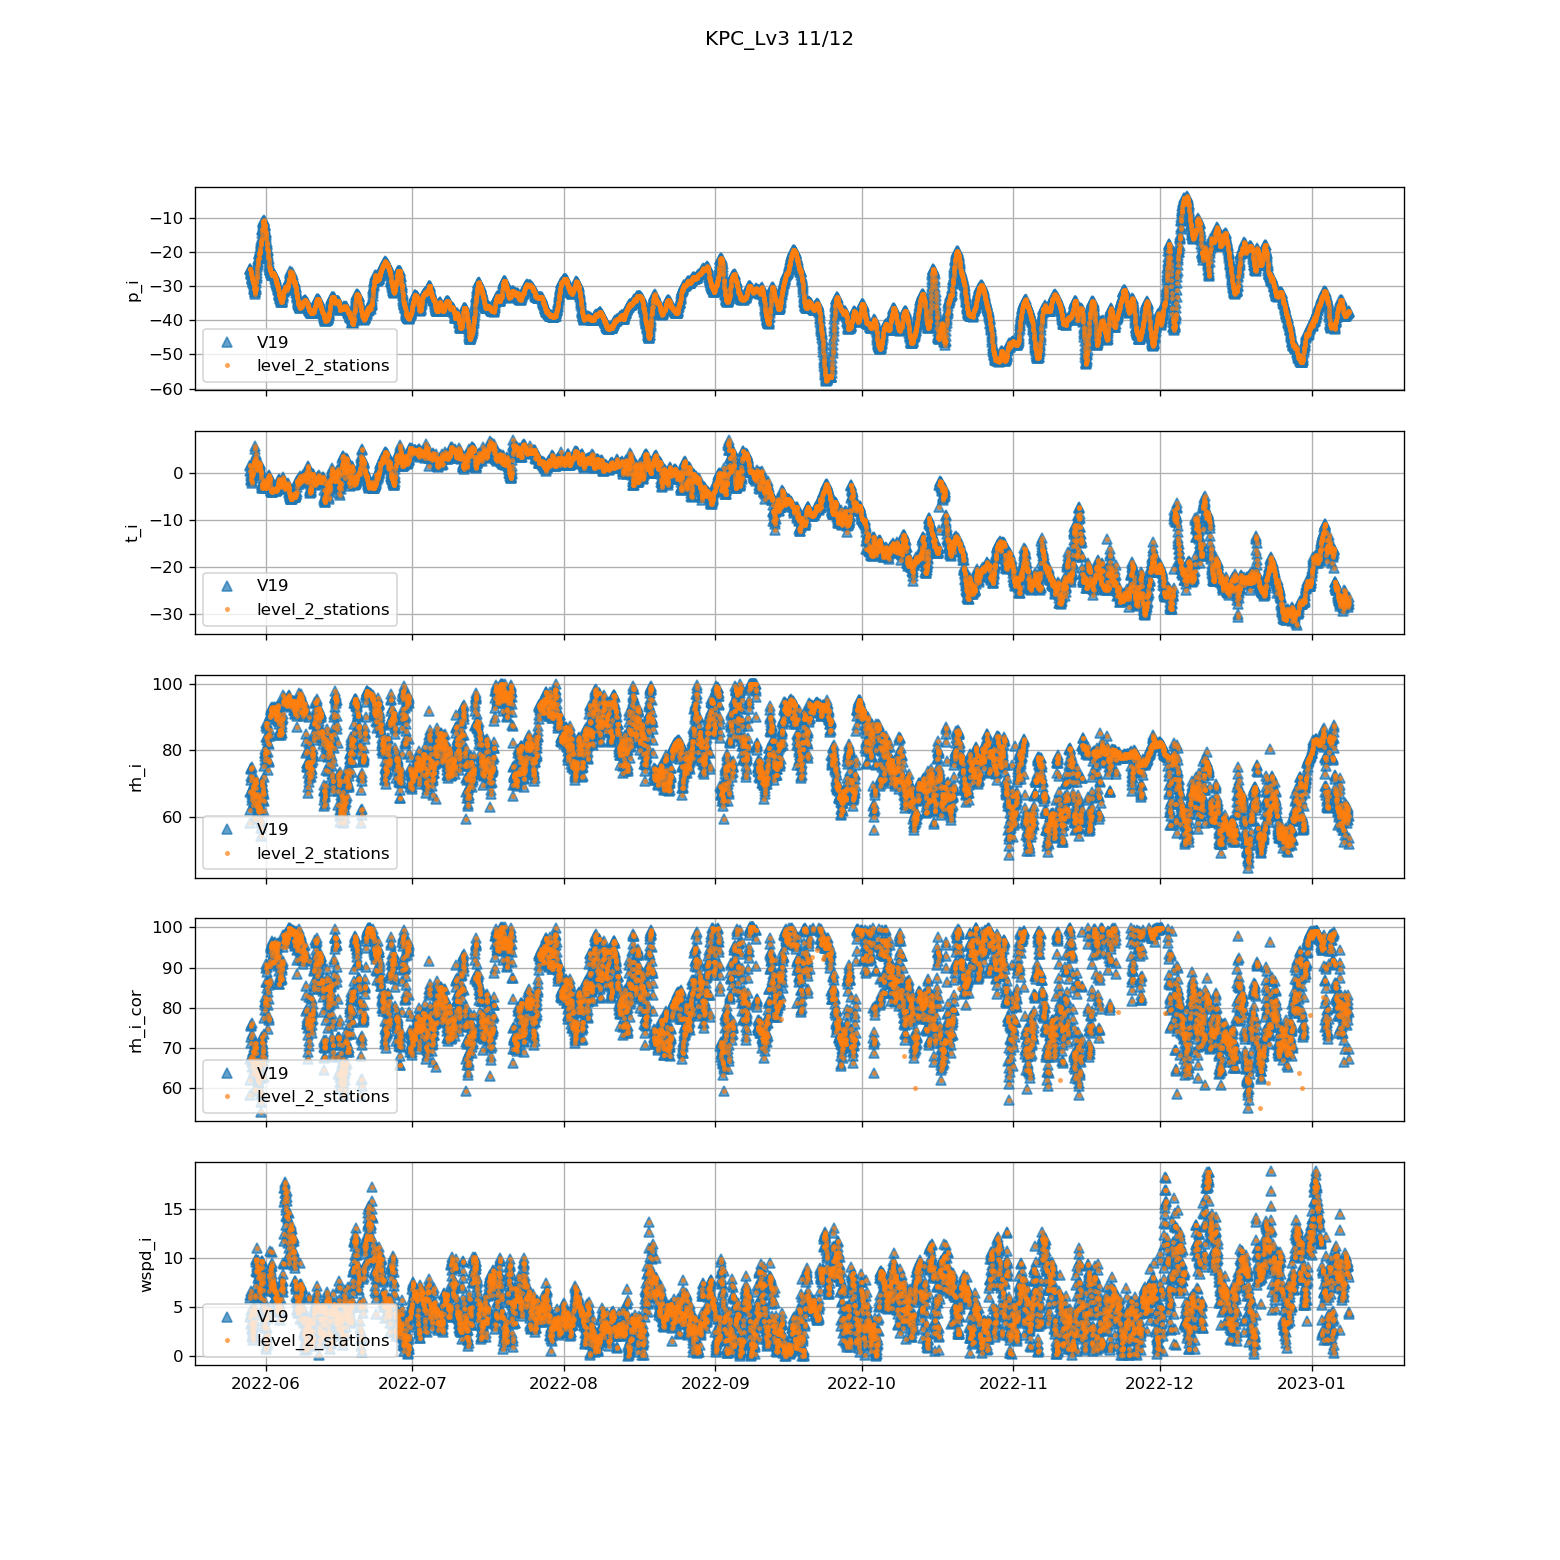 KPC_Lv3 11/12
p_i
−10
−20
−30
−40
−50
−60
V19
level_2_stations
t_i
0
−10
−20
−30
V19
level_2_stations
rh_i
100
80
60
V19
level_2_stations
rh_i_cor
100
90
80
70
60
V19
level_2_stations
wspd_i
15
10
5
0
V19
level_2_stations
2022-06 2022-07 2022-08 2022-09 2022-10 2022-11 2022-12 2023-01